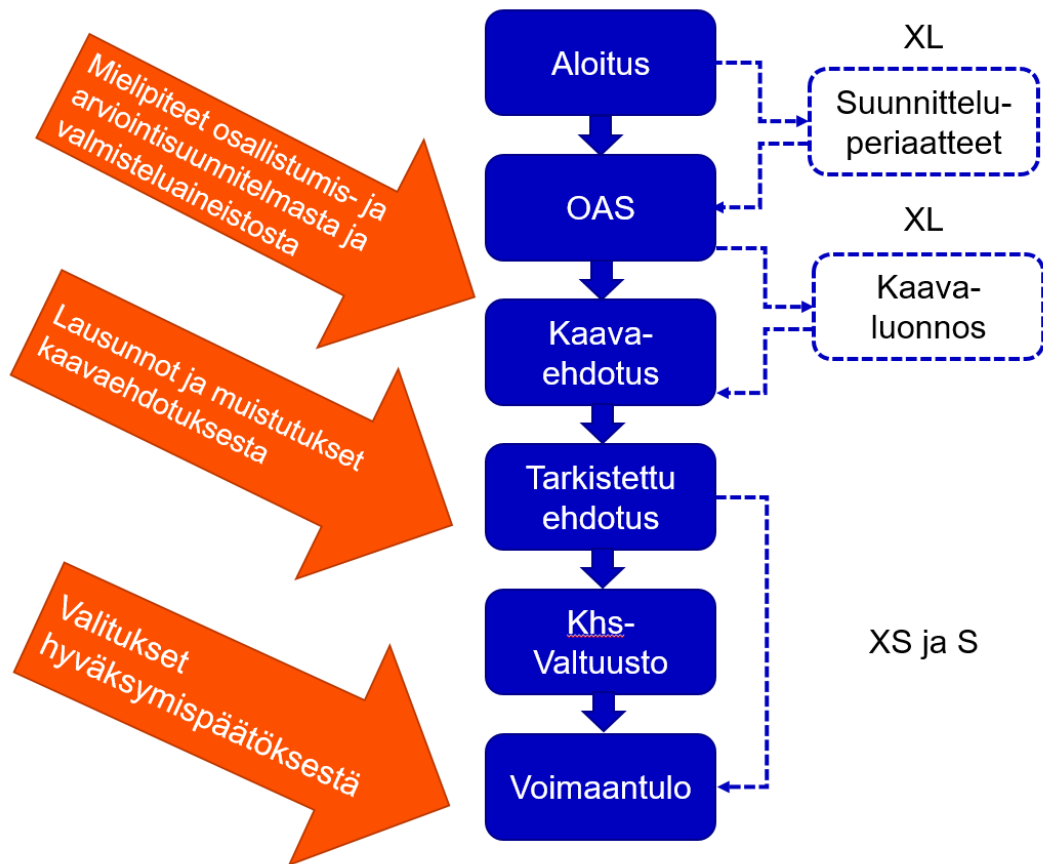 Aloitus
XL
Suunnittelu-
periaatteet
Mielipiteet osallistumis- ja
arviointisuunnitelmasta ja
valmisteluaineistosta
OAS
XL
Kaava-
luonnos
Kaava-
ehdotus
Lausunnot ja muistutukset
kaavaehdotuksesta
Tarkistettu
ehdotus
Khs-
Valtuusto
XS ja S
Valitukset
hyväksymispäätöksestä
Voimaantulo